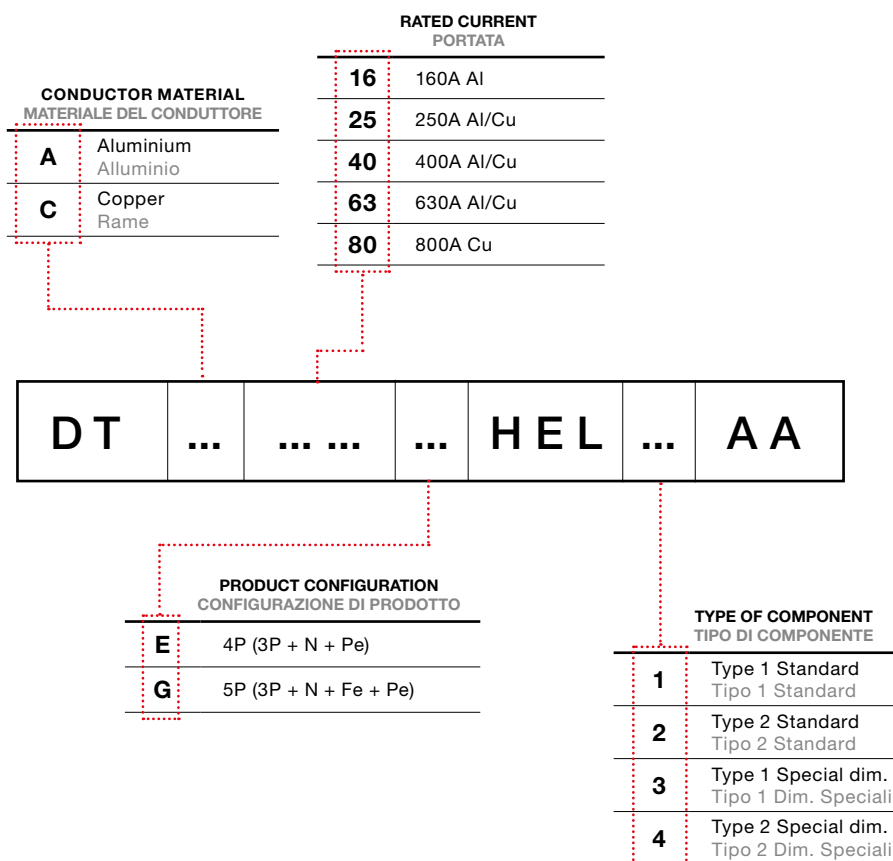 RATED CURRENT
PORTATA
16 160A Al
25 250A Al/Cu
40 400A Al/Cu
63 630A Al/Cu
80 800A Cu
CONDUCTOR MATERIAL
MATERIALE DEL CONDUTTORE
A Aluminium
Alluminio
C Copper
Rame
DT ... ... ... ... HEL ... AA
PRODUCT CONFIGURATION
CONFIGURAZIONE DI PRODOTTO
E 4P (3P + N + Pe)
G 5P (3P + N + Fe + Pe)
TYPE OF COMPONENT
TIPO DI COMPONENTE
1 Type 1 Standard
Tipo 1 Standard
2 Type 2 Standard
Tipo 2 Standard
3 Type 1 Special dim.
Tipo 1 Dim. Speciali
4 Type 2 Special dim.
Tipo 2 Dim. Speciali